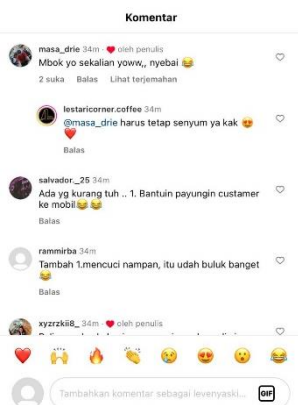 Komentar
masa_drie 34m · ❤️ oleh penulis
Mbok yo sekalian yoww,, nyebai 😂
2 suka Balas Lihat terjemahan
lestaricorner.coffee 34m
@masa_drie harus tetap senyum ya kak 😍
❤️
Balas
salvador._25 34m
Ada yg kurang tuh .. 1. Bantuin payungin custamer
ke mobil😂😂
Balas
rammirba 34m
Tambah 1.mencuci nampan, itu udah buluk banget
😂
Balas
xyzrzkii8_ 34m · ❤️ oleh penulis
❤️ 🙌 🔥 👏 😢 😍 😮 😂
Tambahkan komentar sebagai levenyaski... GIF